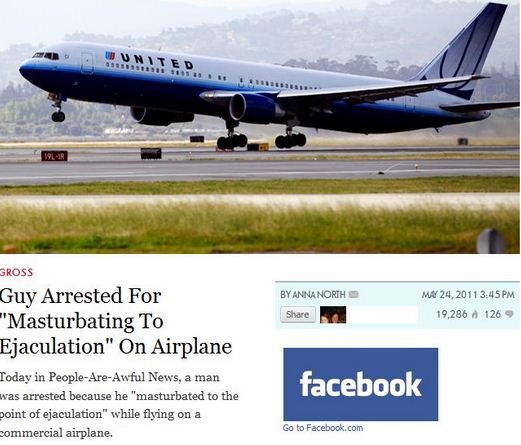 UNITED
19L-1R
GROSS
Guy Arrested For
"Masturbating To
Ejaculation" On Airplane
Today in People-Are-Awful News, a man
was arrested because he "masturbated to the
point of ejaculation" while flying on a
commercial airplane.
BY ANNA NORTH
MAY 24, 2011 3:45 PM
Share
19,286 126
facebook
Go to Facebook.com